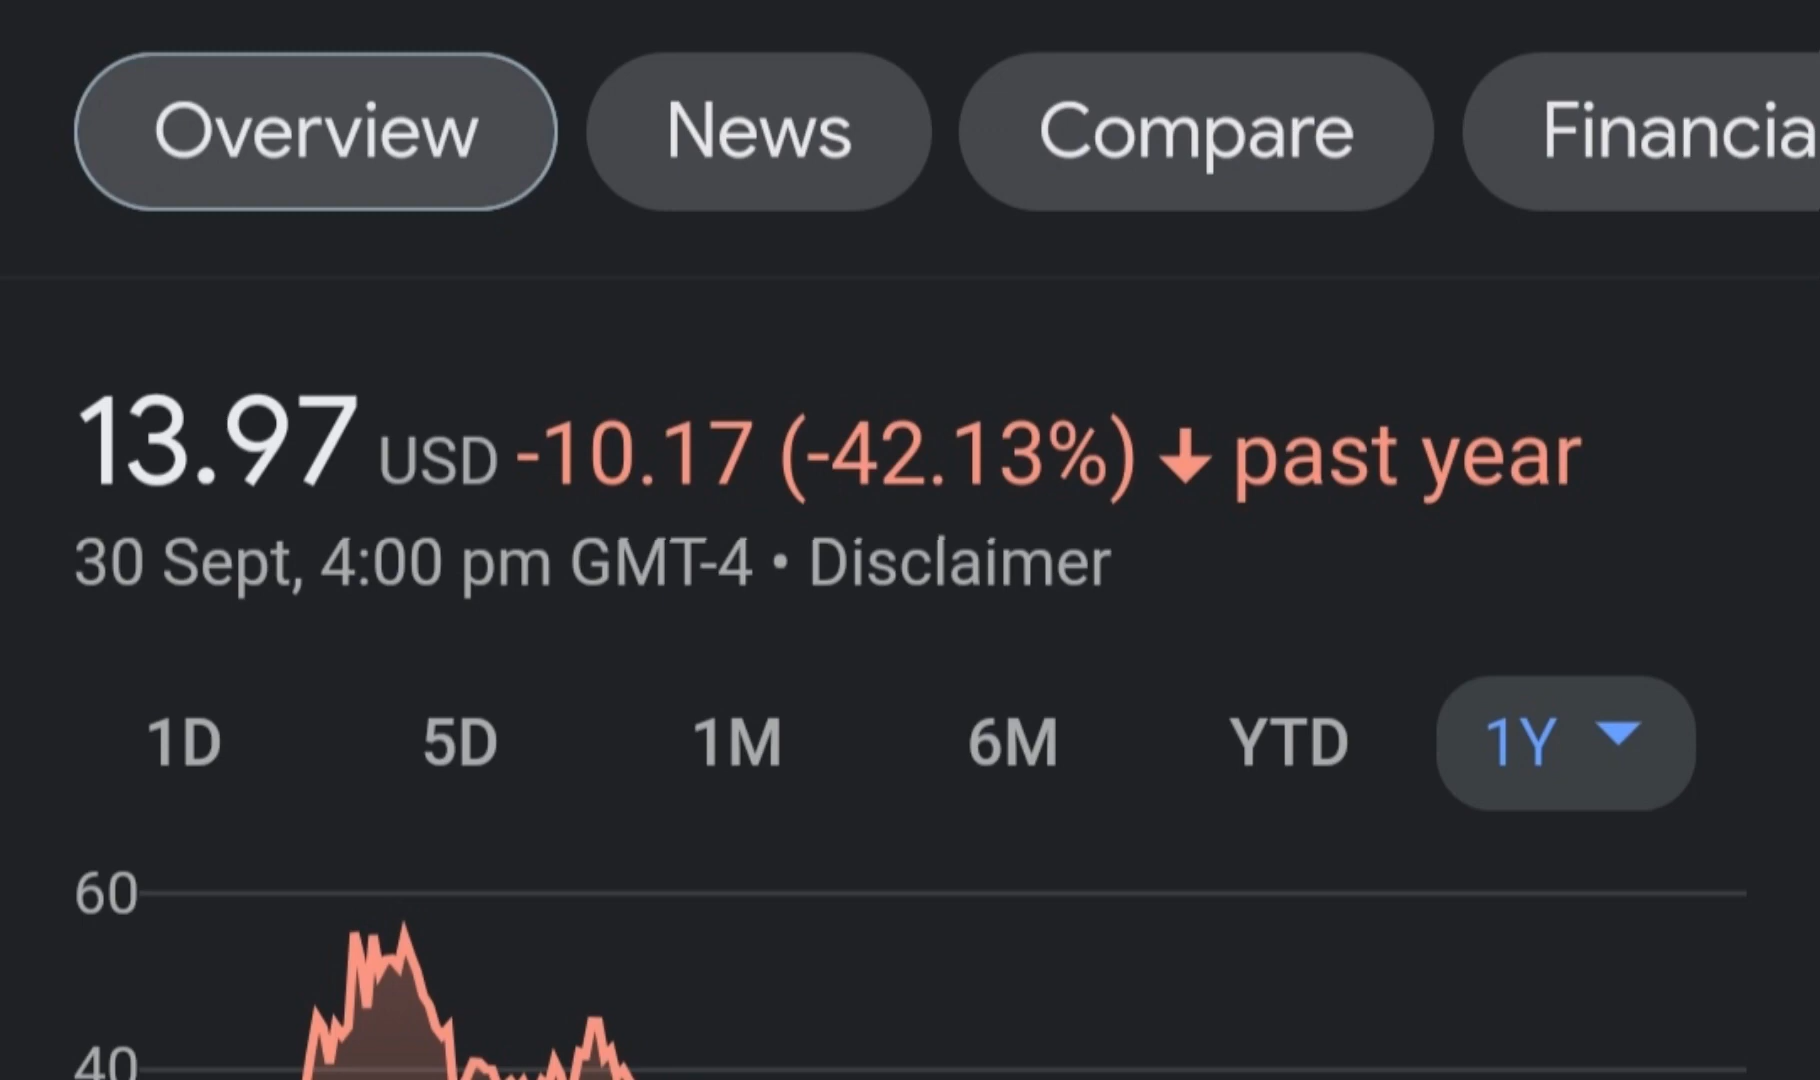 Overview News Compare Financia
13.97 USD -10.17 (-42.13%) ↓ past year
30 Sept, 4:00 pm GMT-4 • Disclaimer
1D 5D 1M 6M YTD 1Y
60
40